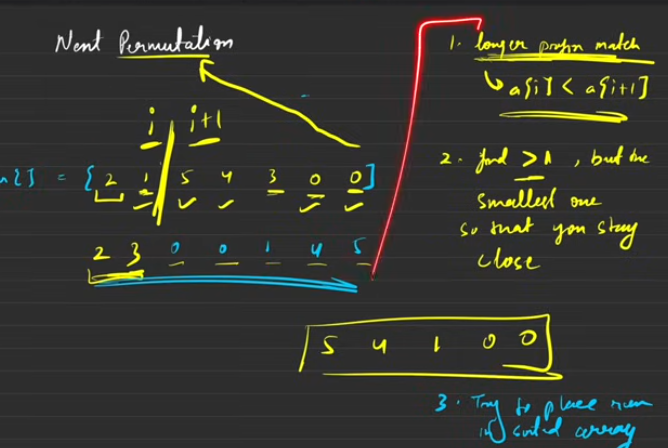 Next Permutation
i | i+1
a[] = {2 1 5 4 3 0 0]
2 3 0 0 1 4 5
1. longer prefix match
↳ a[i] < a[i+1]
2. find > 1, but the
smallest one
so that you stay
close
5 4 1 0 0
3. Try to place rem
in sorted array